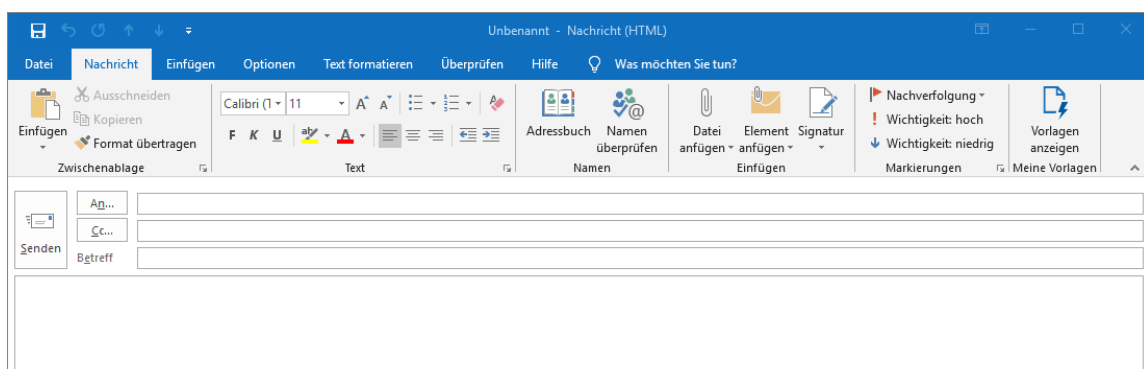 Unbenannt - Nachricht (HTML)
Datei Nachricht Einfügen Optionen Text formatieren Überprüfen Hilfe Was möchten Sie tun?
Einfügen
Ausschneiden
Kopieren
Format übertragen
Zwischenablage
Calibri (T 11
F K U
Text
Adressbuch
Namen
überprüfen
Namen
Datei
anfügen
Element
anfügen
Signatur
Einfügen
Nachverfolgung
Wichtigkeit: hoch
Wichtigkeit: niedrig
Markierungen
Vorlagen
anzeigen
Meine Vorlagen
Senden
An...
Cc...
Betreff